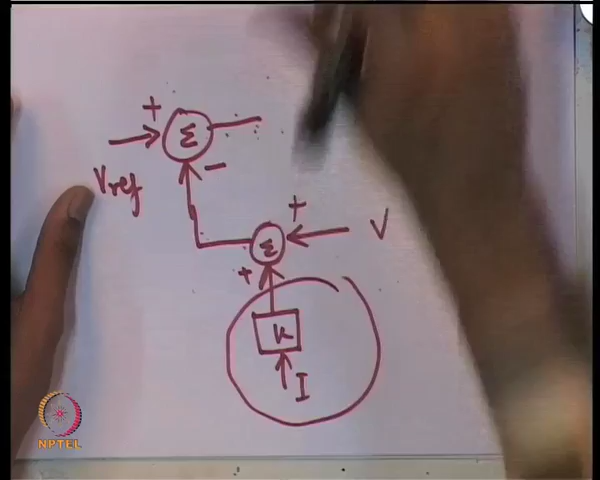 +
Σ
-
Vref
+
Σ
V
+
K
I
NPTEL